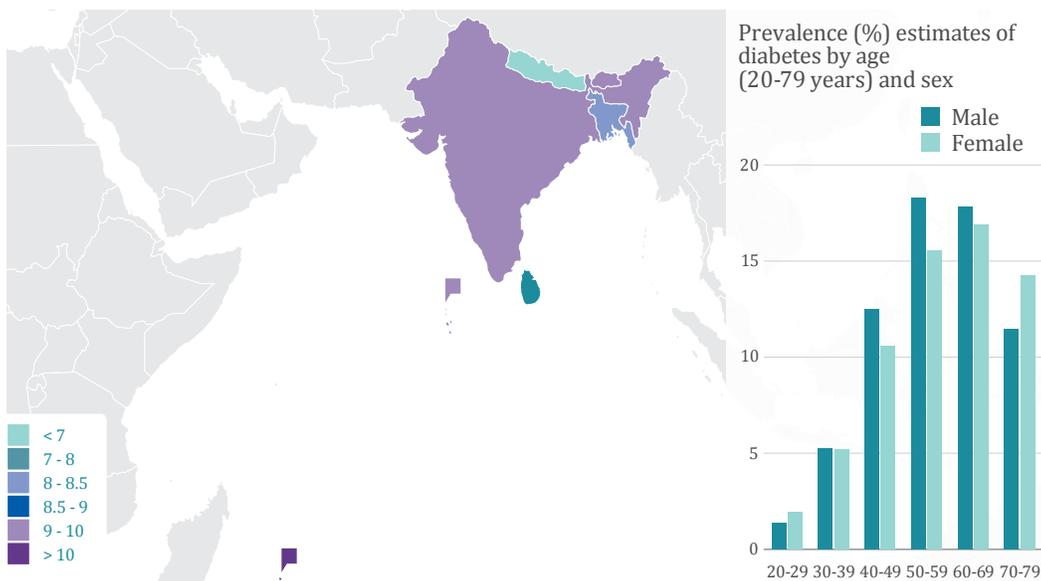 Prevalence (%) estimates of
diabetes by age
(20-79 years) and sex
Male
Female
20
15
10
5
0
20-29 30-39 40-49 50-59 60-69 70-79
< 7
7 - 8
8 - 8.5
8.5 - 9
9 - 10
> 10